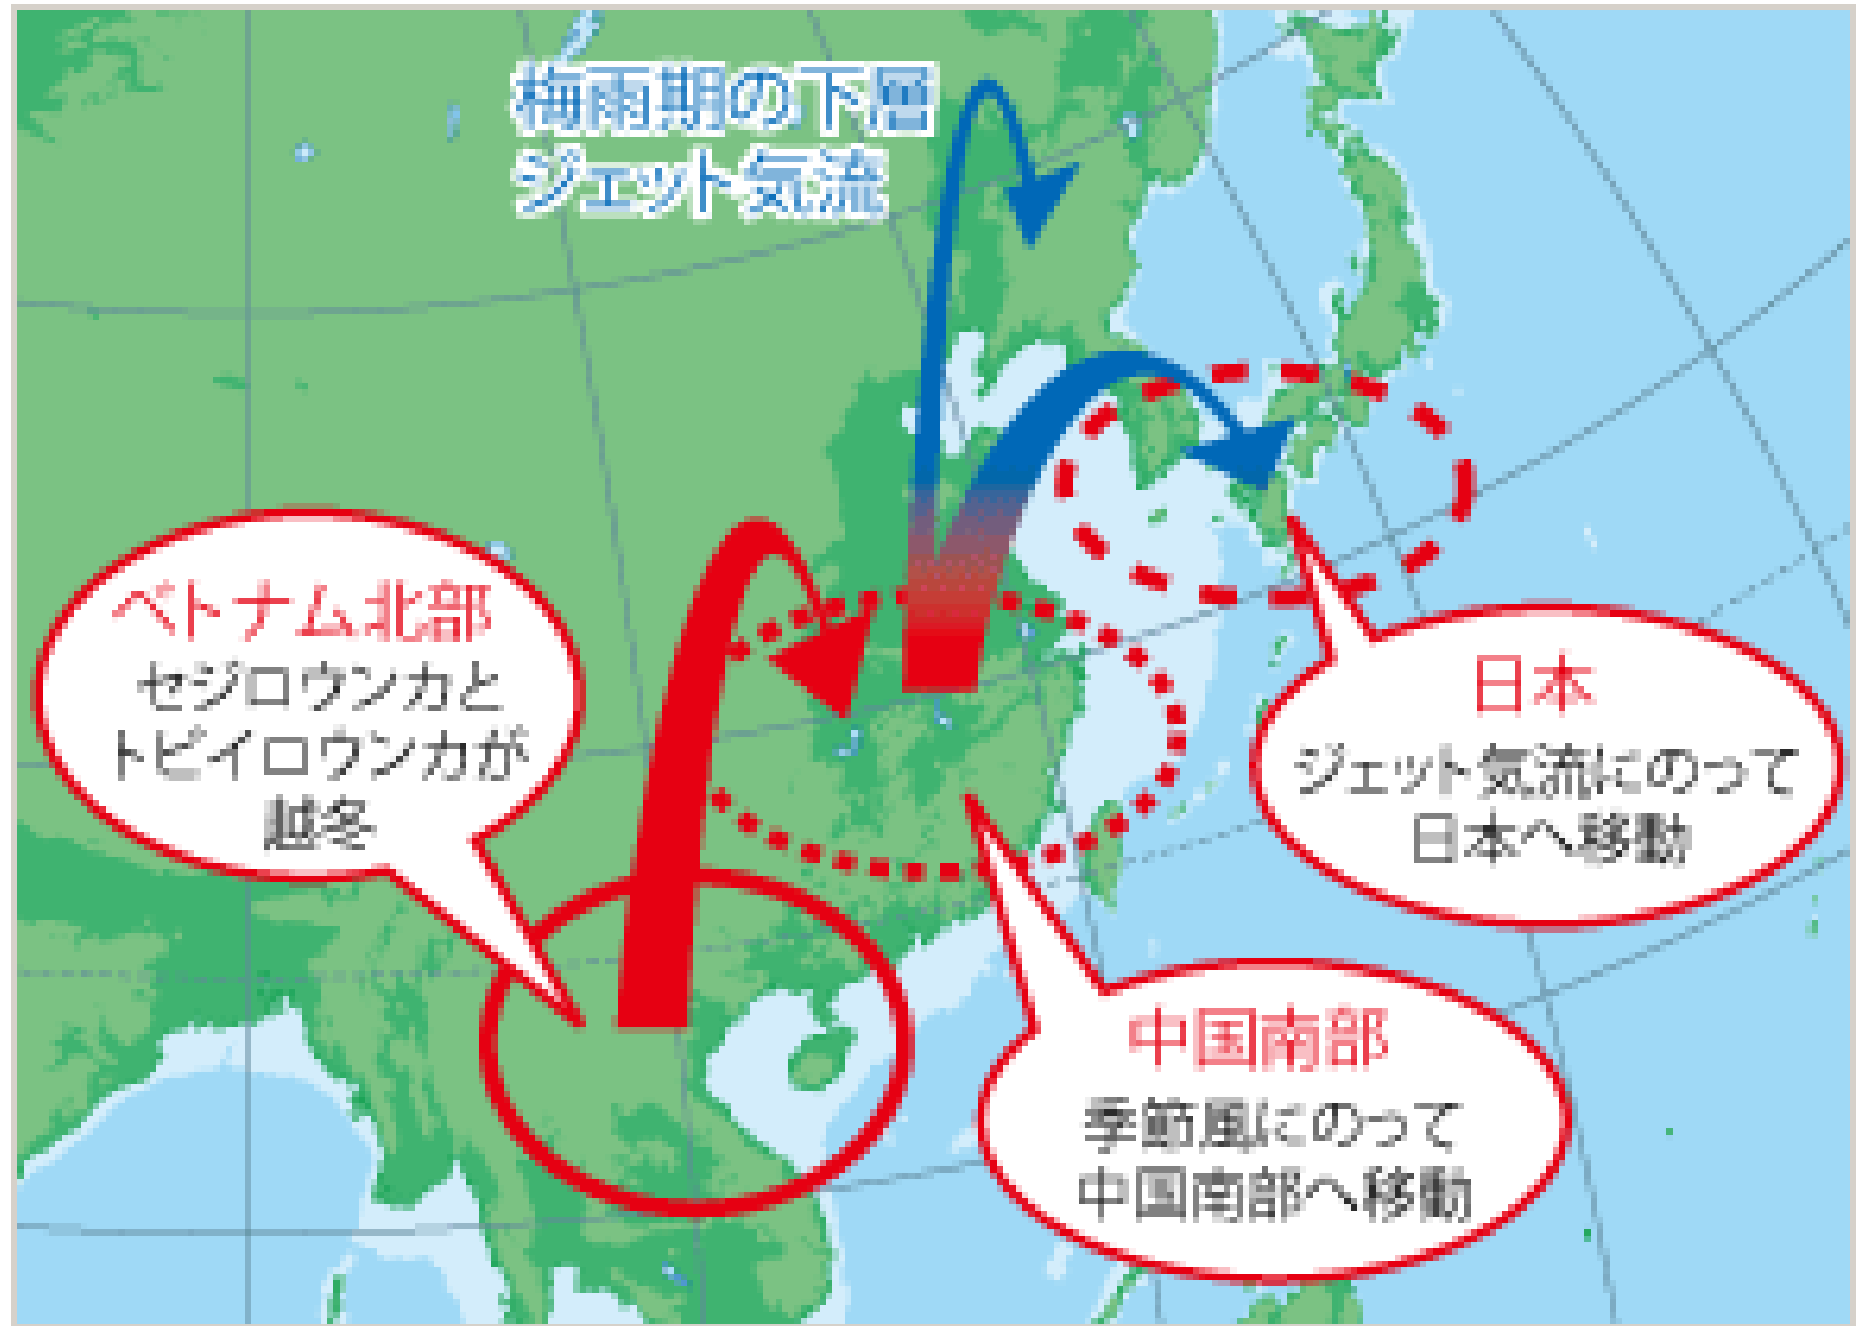 梅雨期の下層
ジェット気流
ベトナム北部
セジロウンカと
トビイロウンカが
越冬
日本
ジェット気流にのって
日本へ移動
中国南部
季節風にのって
中国南部へ移動